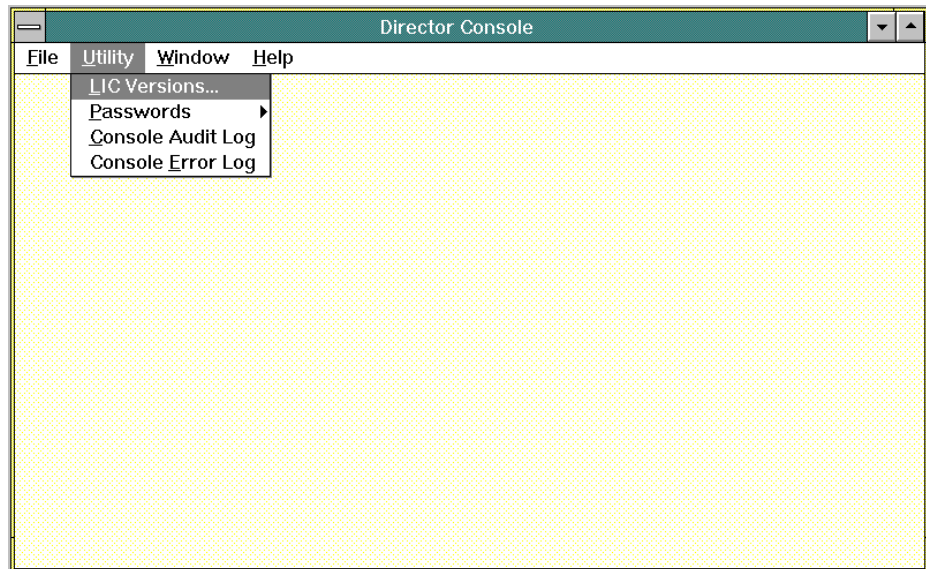 Director Console
File Utility Window Help
LIC Versions...
Passwords
Console Audit Log
Console Error Log